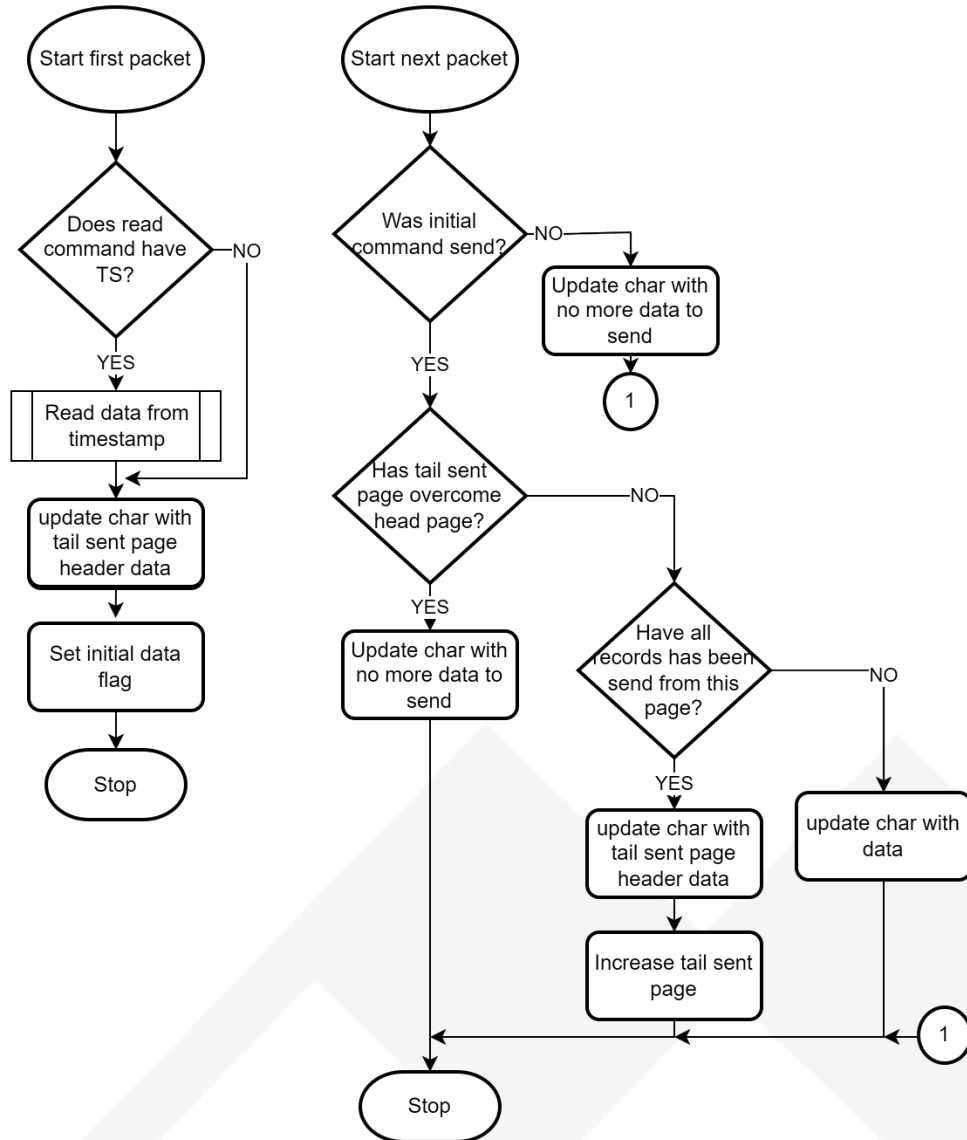 Start first packet
Does read
command have
TS?
NO
YES
Read data from
timestamp
update char with
tail sent page
header data
Set initial data
flag
Stop
Start next packet
Was initial
command send?
NO
Update char with
no more data to
send
1
YES
Has tail sent
page overcome
head page?
NO
YES
Update char with
no more data to
send
Have all
records has been
send from this
page?
NO
YES
update char with
tail sent page
header data
update char with
data
Increase tail sent
page
1
Stop